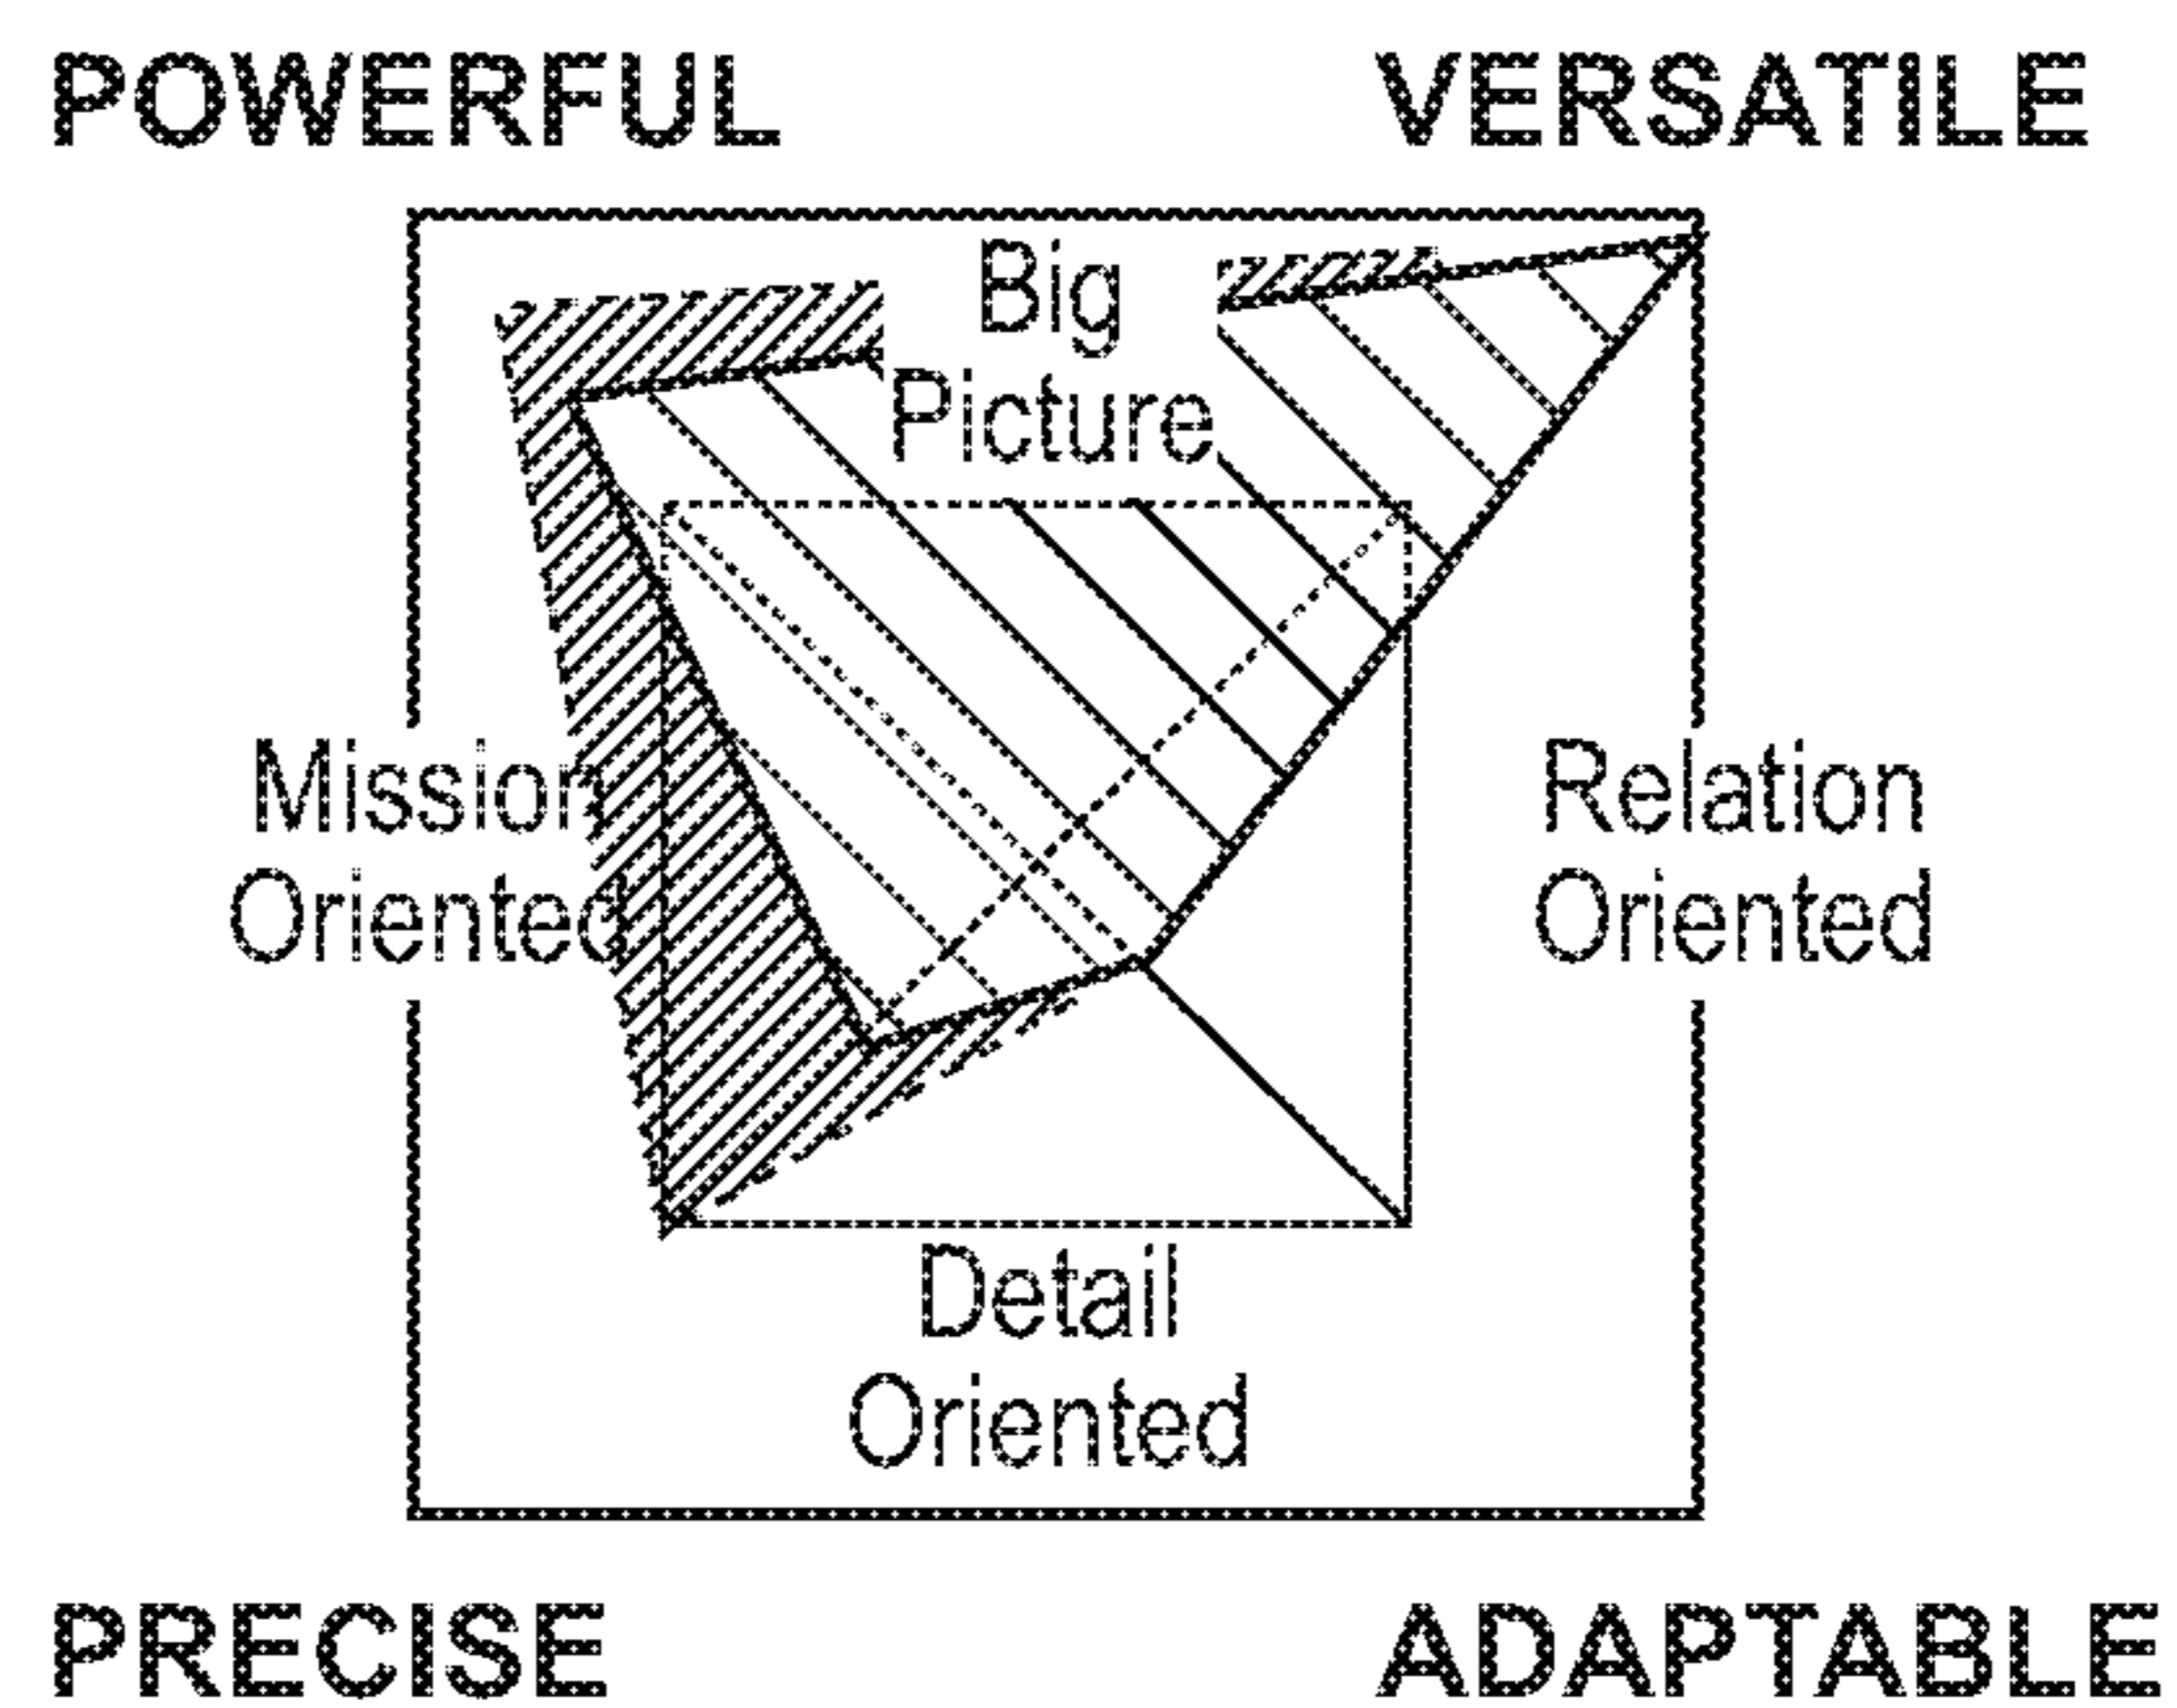 POWERFUL VERSATILE
Big
Picture
Mission Relation
Oriented Oriented
Detail
Oriented
PRECISE ADAPTABLE